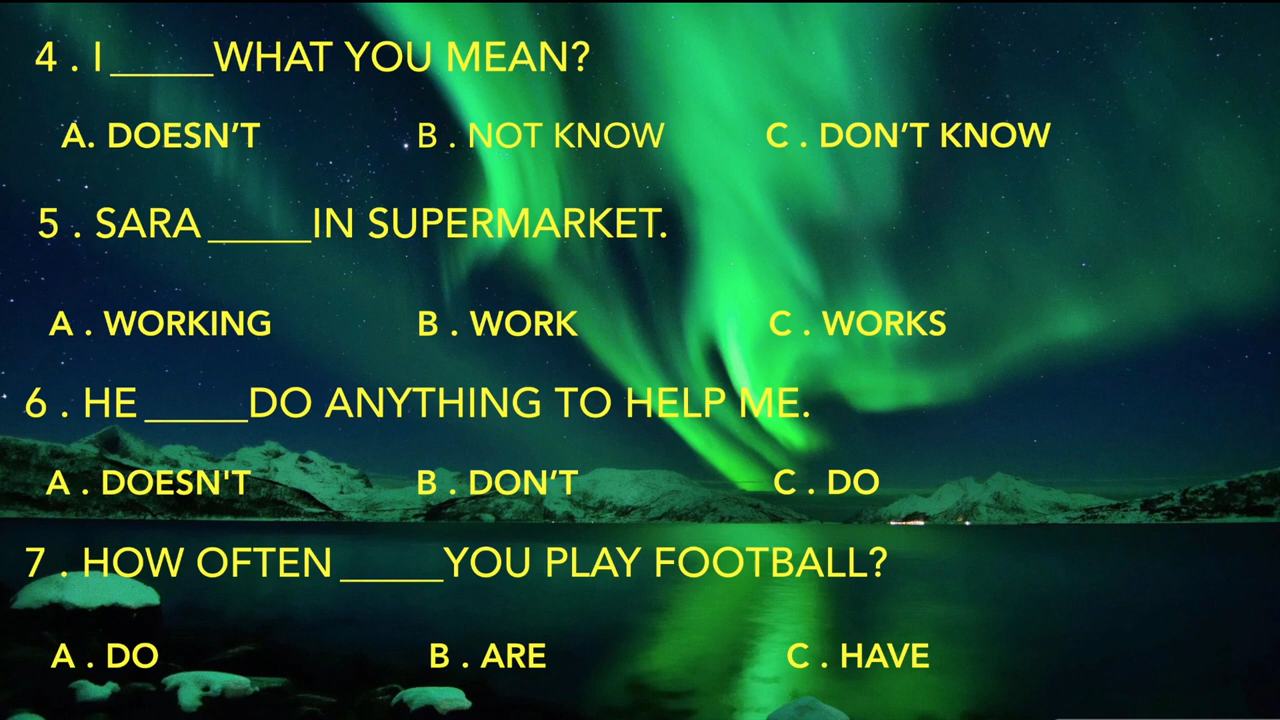 4 . I _____WHAT YOU MEAN?
A. DOESN’T B . NOT KNOW C . DON’T KNOW
5 . SARA _____IN SUPERMARKET.
A . WORKING B . WORK C . WORKS
6 . HE _____DO ANYTHING TO HELP ME.
A . DOESN'T B . DON’T C . DO
7 . HOW OFTEN _____YOU PLAY FOOTBALL?
A . DO B . ARE C . HAVE